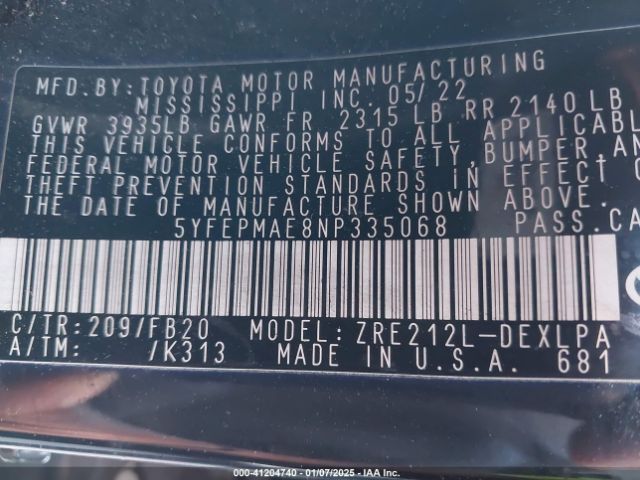 MFD. BY: TOYOTA MOTOR MANUFACTURING
MISSISSIPPI INC. 05/22
GVWR 3935LB GAWR FR 2315 LB RR 2140 LB
THIS VEHICLE CONFORMS TO ALL APPLICABL
FEDERAL MOTOR VEHICLE SAFETY, BUMPER AN
THEFT PREVENTION STANDARDS IN EFFECT
THE DATE OF MANUFACTURE SHOWN ABOVE.
5YFEPMAE8NP335068 PASS.CA
C/TR: 209/FB20 MODEL: ZRE212L-DEXLPA
A/TM: /K313 MADE IN U.S.A. 681
000-41204740 - 01/07/2025 - IAA Inc.